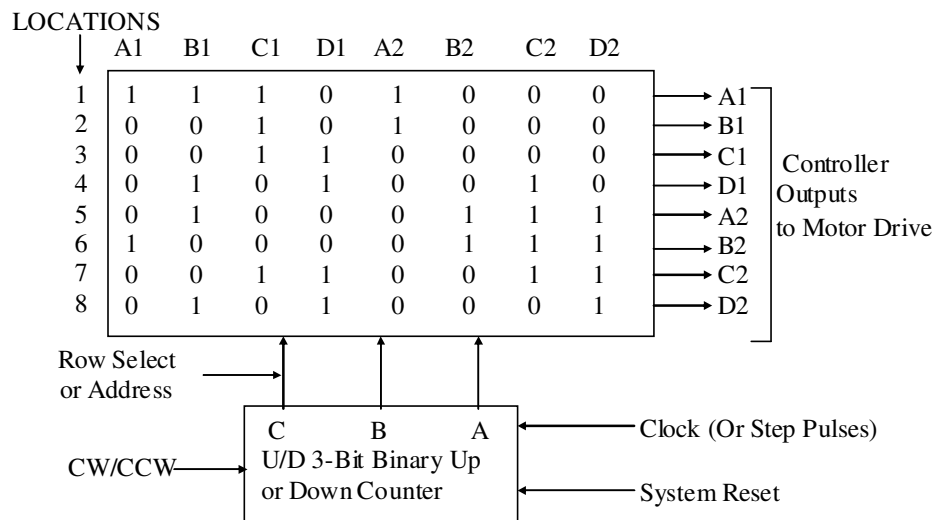 LOCATIONS
A1 B1 C1 D1 A2 B2 C2 D2
1 1 1 1 0 1 0 0 0 A1
2 0 0 1 0 1 0 0 0 B1
3 0 0 1 1 0 0 0 0 C1
4 0 1 0 1 0 0 1 0 D1
5 0 1 0 0 0 1 1 1 A2
6 1 0 0 0 0 1 1 1 B2
7 0 0 1 1 0 0 1 1 C2
8 0 1 0 1 0 0 0 1 D2
Controller
Outputs
to Motor Drive
Row Select
or Address
C B A
U/D 3-Bit Binary Up
or Down Counter
CW/CCW
Clock (Or Step Pulses)
System Reset